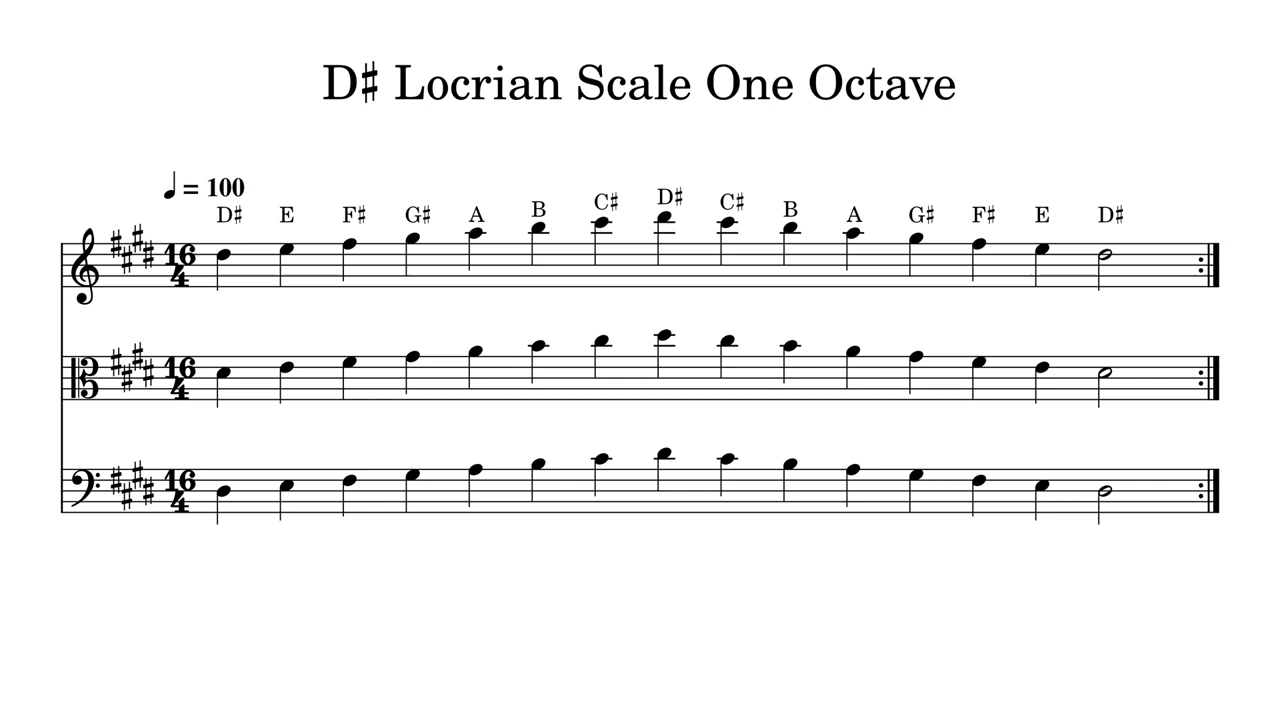 D♯ Locrian Scale One Octave
♩ = 100
D♯ E F♯ G♯ A B C♯ D♯ C♯ B A G♯ F♯ E D♯
16
4
16
4
16
4